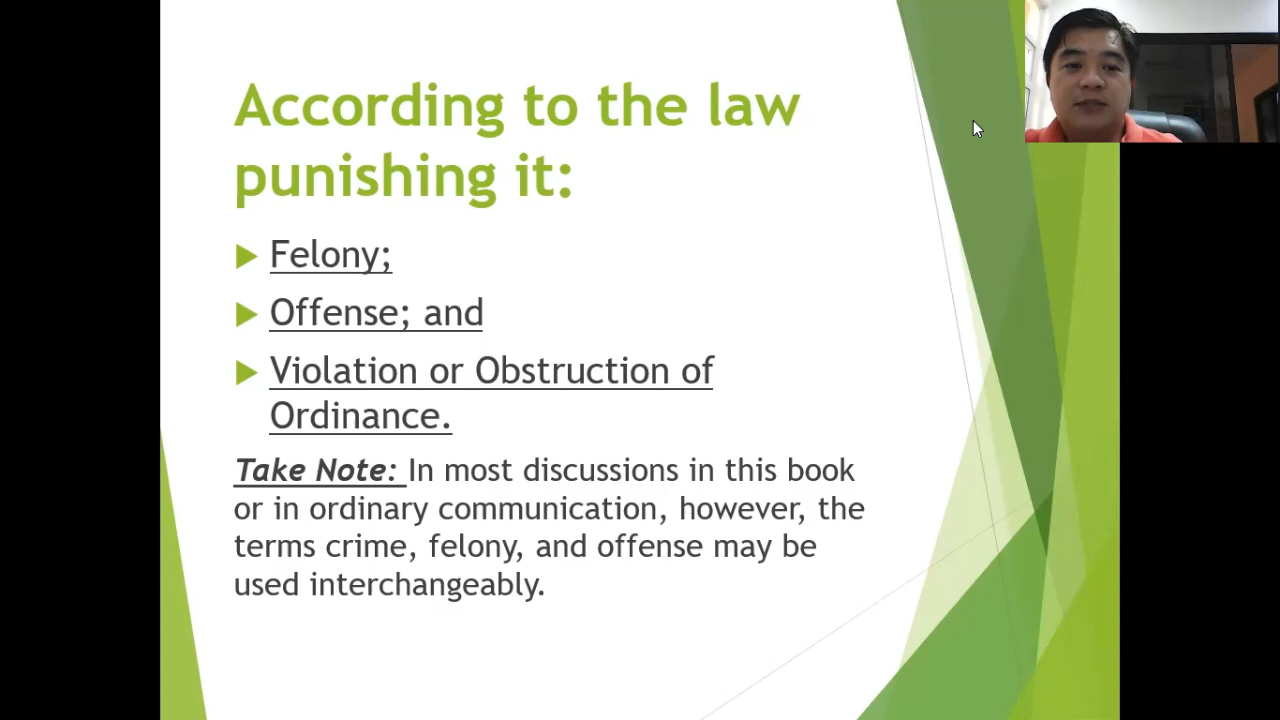 According to the law
punishing it:
Felony;
Offense; and
Violation or Obstruction of
Ordinance.
Take Note: In most discussions in this book
or in ordinary communication, however, the
terms crime, felony, and offense may be
used interchangeably.